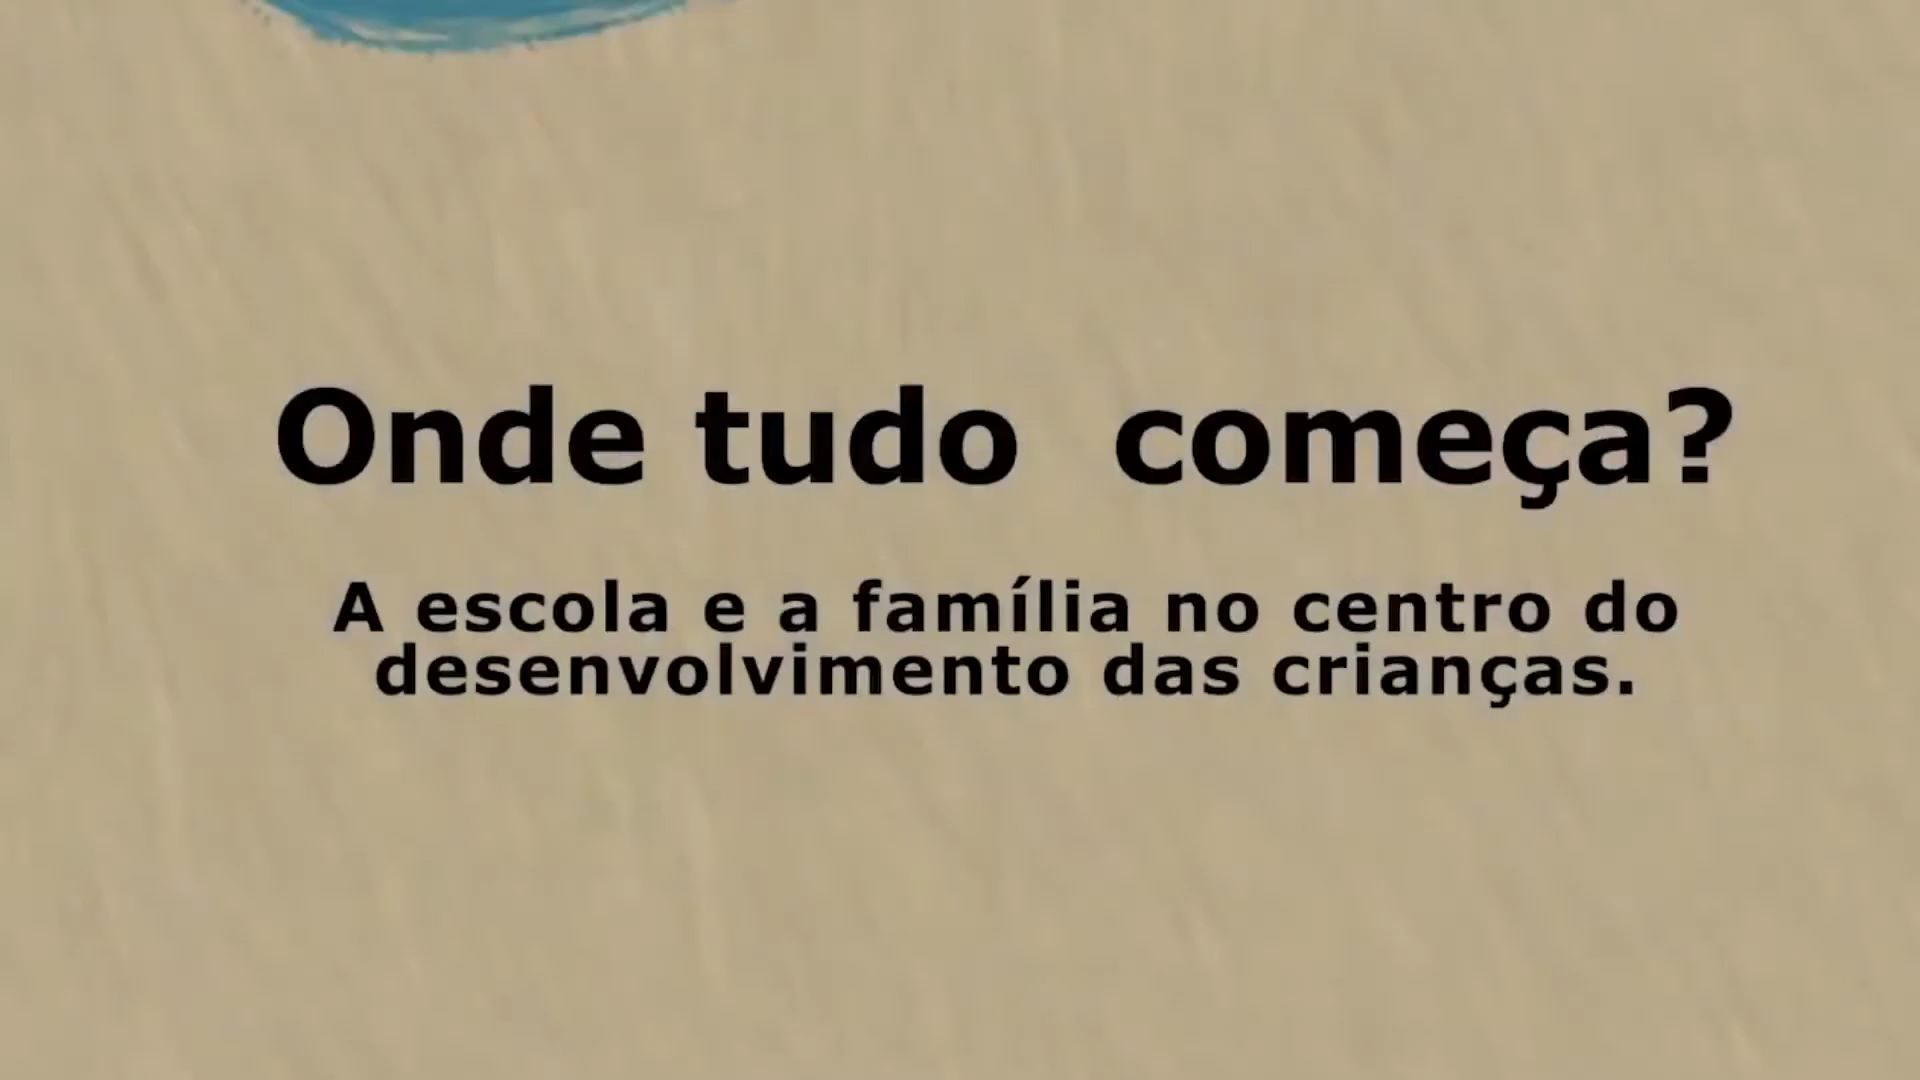 Onde tudo  começa?
A escola e a família no centro do
desenvolvimento das crianças.